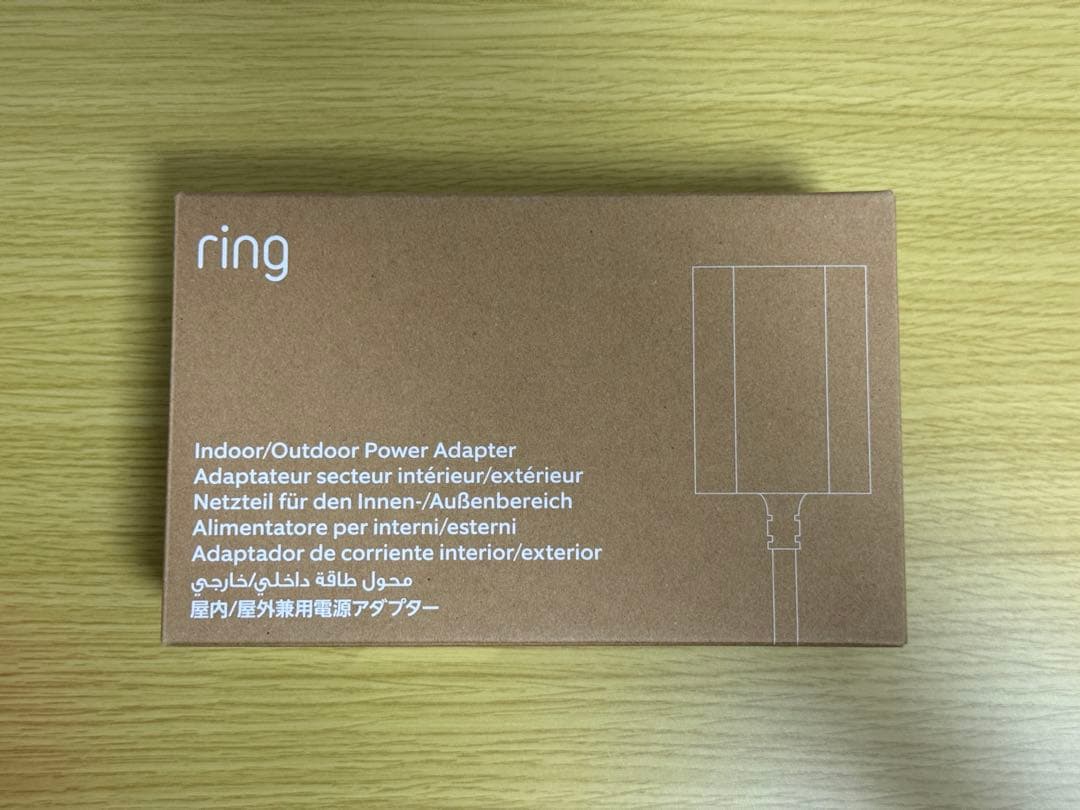 ring
Indoor/Outdoor Power Adapter
Adaptateur secteur intérieur/extérieur
Netzteil für den Innen-/Außenbereich
Alimentatore per interni/esterni
Adaptador de corriente interior/exterior
محول طاقة داخلي/خارجي
屋内/屋外兼用電源アダプター